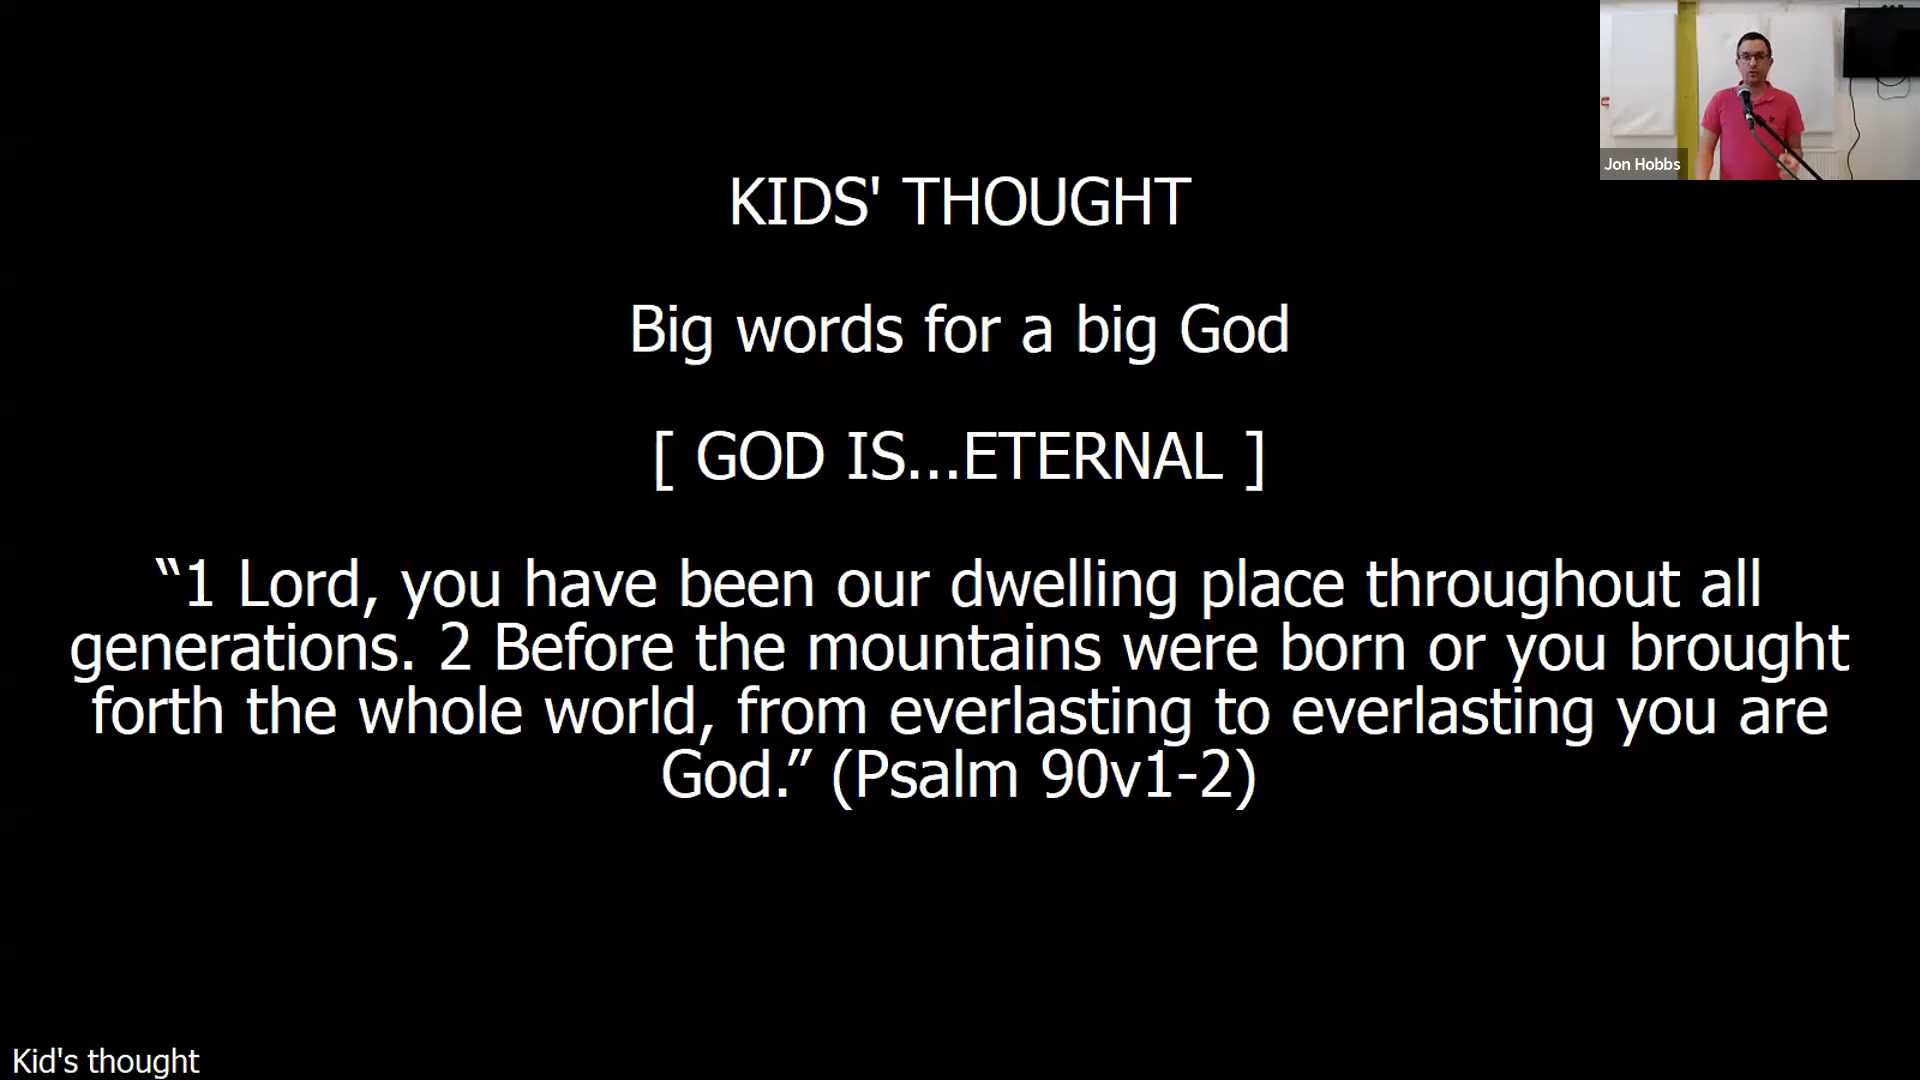 Jon Hobbs
KIDS' THOUGHT
Big words for a big God
[ GOD IS...ETERNAL ]
“1 Lord, you have been our dwelling place throughout all
generations. 2 Before the mountains were born or you brought
forth the whole world, from everlasting to everlasting you are
God.” (Psalm 90v1-2)
Kid's thought